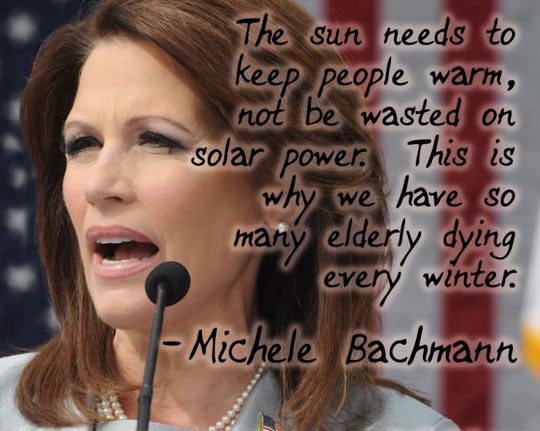 The sun needs to
keep people warm,
not be wasted on
solar power. This is
why we have so
many elderly dying
every winter.
- Michele Bachmann